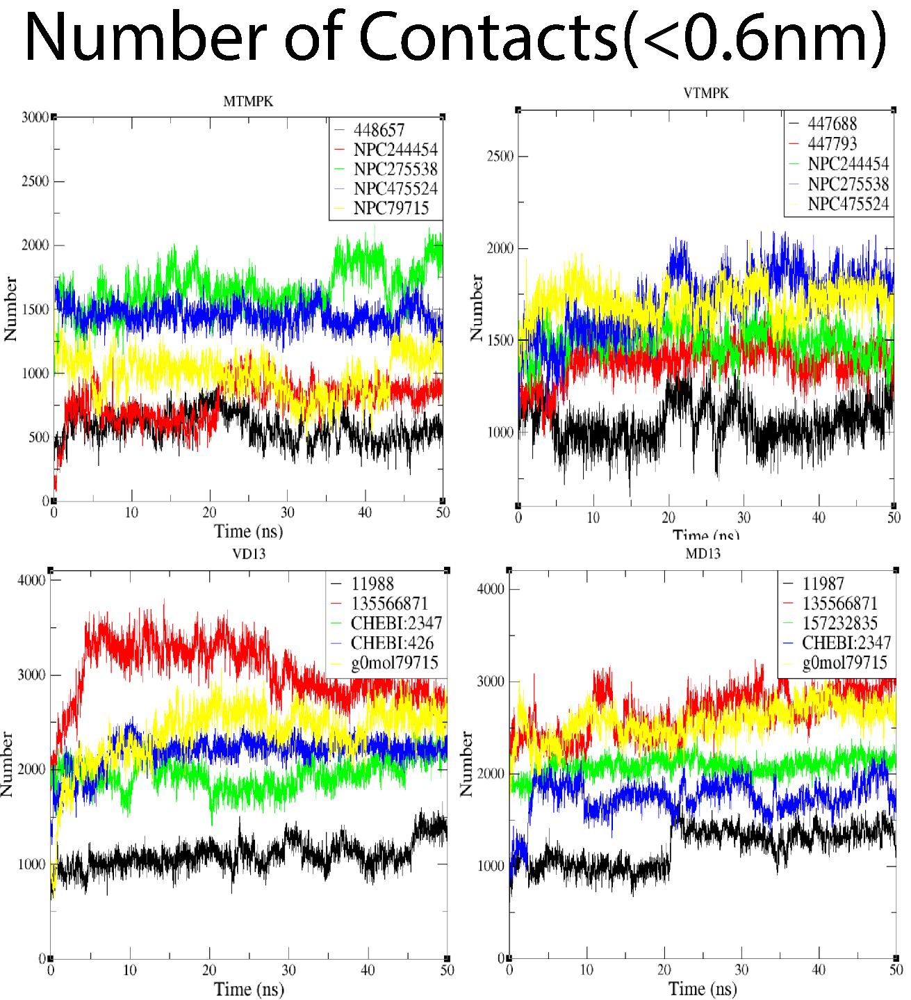 Number of Contacts(<0.6nm)
MTMPK
3000
2500
2000
1500
1000
500
0
Number
448657
NPC244454
NPC275538
NPC475524
NPC79715
0 10 20 30 40 50
Time (ns)
VTMPK
2500
2000
1500
1000
Number
447688
447793
NPC244454
NPC275538
NPC475524
0 10 20 30 40 50
Time (ns)
VD13
4000
3000
2000
1000
0
Number
11988
135566871
CHEBI:2347
CHEBI:426
g0mol79715
0 10 20 30 40 50
Time (ns)
MD13
4000
3000
2000
1000
0
Number
11987
135566871
157232835
CHEBI:2347
g0mol79715
0 10 20 30 40 50
Time (ns)